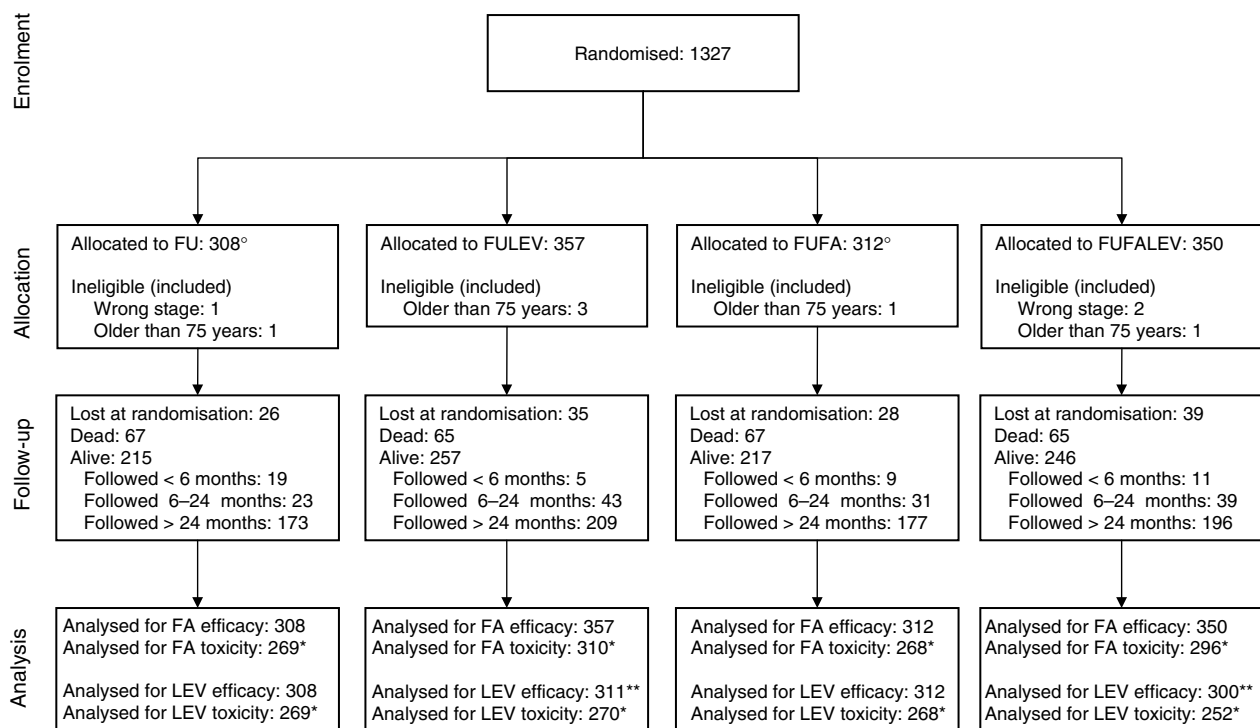 Enrolment
Randomised: 1327
Allocation
Allocated to FU: 308°
Ineligible (included)
Wrong stage: 1
Older than 75 years: 1
Allocated to FULEV: 357
Ineligible (included)
Older than 75 years: 3
Allocated to FUFA: 312°
Ineligible (included)
Older than 75 years: 1
Allocated to FUFALEV: 350
Ineligible (included)
Wrong stage: 2
Older than 75 years: 1
Follow-up
Lost at randomisation: 26
Dead: 67
Alive: 215
Followed < 6 months: 19
Followed 6–24 months: 23
Followed > 24 months: 173
Lost at randomisation: 35
Dead: 65
Alive: 257
Followed < 6 months: 5
Followed 6–24 months: 43
Followed > 24 months: 209
Lost at randomisation: 28
Dead: 67
Alive: 217
Followed < 6 months: 9
Followed 6–24 months: 31
Followed > 24 months: 177
Lost at randomisation: 39
Dead: 65
Alive: 246
Followed < 6 months: 11
Followed 6–24 months: 39
Followed > 24 months: 196
Analysis
Analysed for FA efficacy: 308
Analysed for FA toxicity: 269*
Analysed for LEV efficacy: 308
Analysed for LEV toxicity: 269*
Analysed for FA efficacy: 357
Analysed for FA toxicity: 310*
Analysed for LEV efficacy: 311**
Analysed for LEV toxicity: 270*
Analysed for FA efficacy: 312
Analysed for FA toxicity: 268*
Analysed for LEV efficacy: 312
Analysed for LEV toxicity: 268*
Analysed for FA efficacy: 350
Analysed for FA toxicity: 296*
Analysed for LEV efficacy: 300**
Analysed for LEV toxicity: 252*